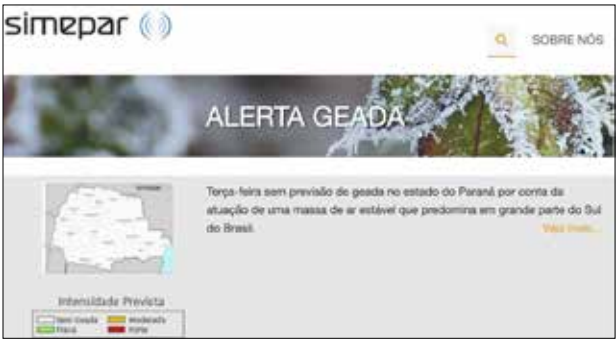 simepar
SOBRE NÓS
ALERTA GEADA
Terça-feira sem previsão de geada no estado do Paraná por conta da
atuação de uma massa de ar estável que predomina em grande parte do Sul
do Brasil.
Veja mais...
Intensidade Prevista
Sem Geada Moderada
Fraca Forte